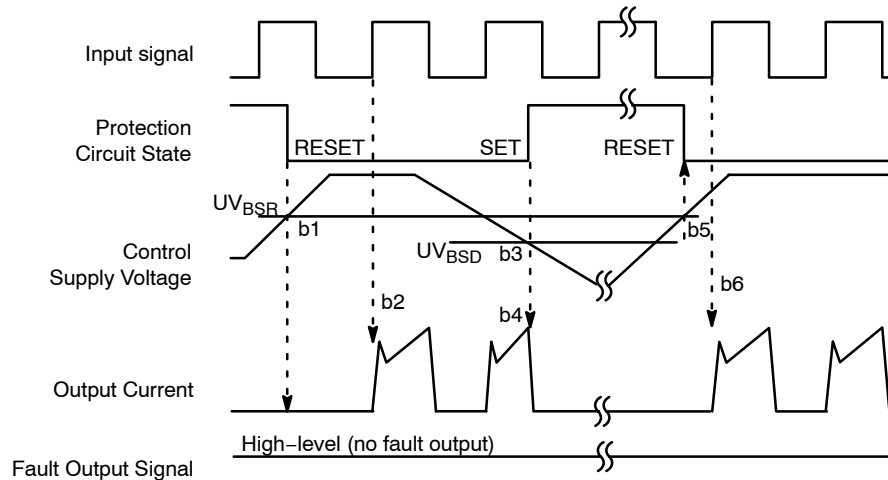 Input signal
Protection
Circuit State
RESET
SET
RESET
UVBSR
b1
b5
Control
Supply Voltage
UVBSD
b3
b2
b4
b6
Output Current
High−level (no fault output)
Fault Output Signal